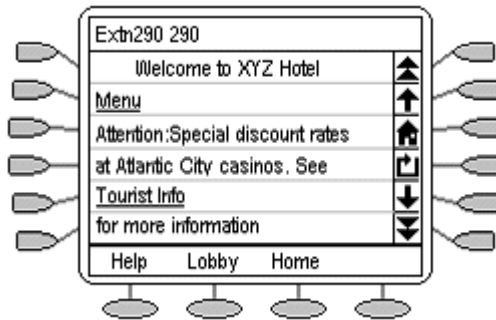 Extn290 290
Welcome to XYZ Hotel
Menu
Attention:Special discount rates
at Atlantic City casinos. See
Tourist Info
for more information
Help Lobby Home